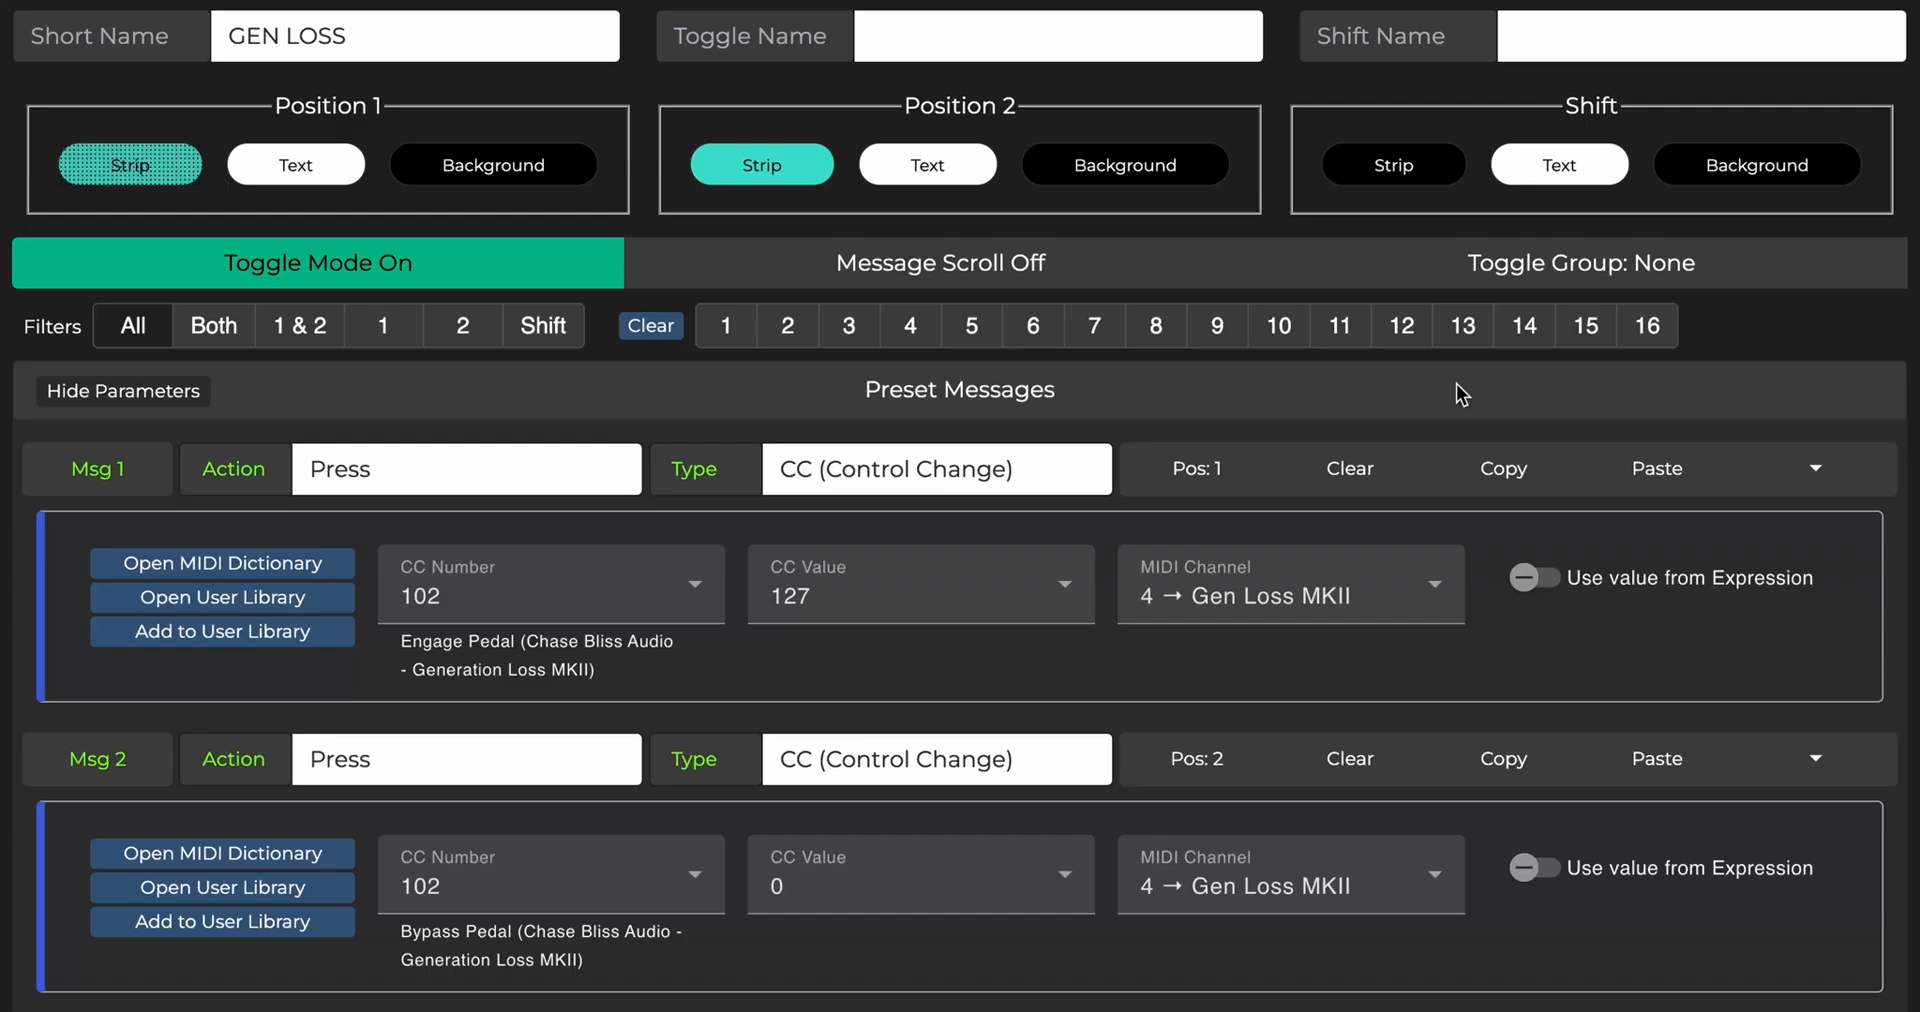 Short Name GEN LOSS Toggle Name Shift Name
Position 1 Position 2 Shift
Strip Text Background Strip Text Background Strip Text Background
Toggle Mode On Message Scroll Off Toggle Group: None
Filters All Both 1 & 2 1 2 Shift Clear 1 2 3 4 5 6 7 8 9 10 11 12 13 14 15 16
Hide Parameters Preset Messages
Msg 1 Action Press Type CC (Control Change) Pos: 1 Clear Copy Paste
Open MIDI Dictionary
Open User Library
Add to User Library
CC Number
102
Engage Pedal (Chase Bliss Audio
- Generation Loss MKII)
CC Value
127
MIDI Channel
4 → Gen Loss MKII
Use value from Expression
Msg 2 Action Press Type CC (Control Change) Pos: 2 Clear Copy Paste
Open MIDI Dictionary
Open User Library
Add to User Library
CC Number
102
Bypass Pedal (Chase Bliss Audio -
Generation Loss MKII)
CC Value
0
MIDI Channel
4 → Gen Loss MKII
Use value from Expression